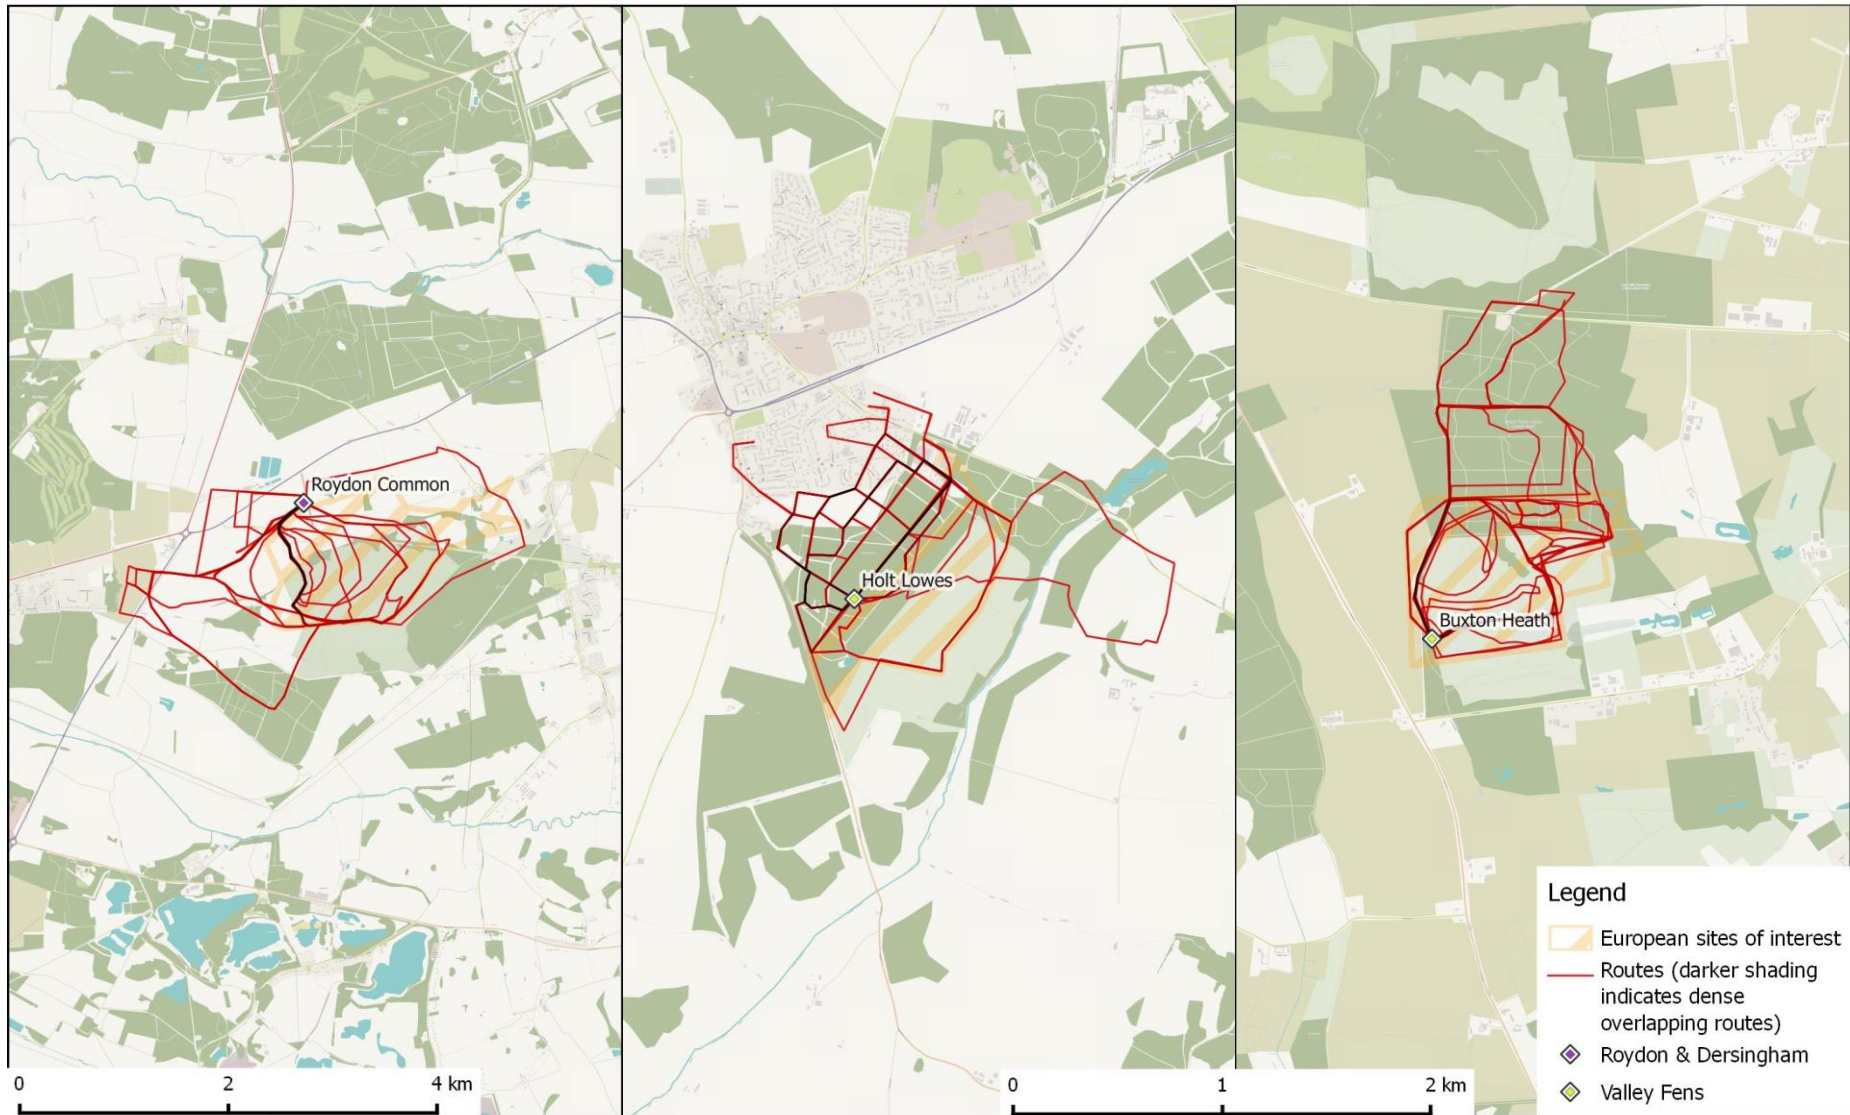 Roydon Common
Holt Lowes
Buxton Heath
Legend
European sites of interest
Routes (darker shading
indicates dense
overlapping routes)
Roydon & Dersingham
Valley Fens
0 2 4 km
0 1 2 km